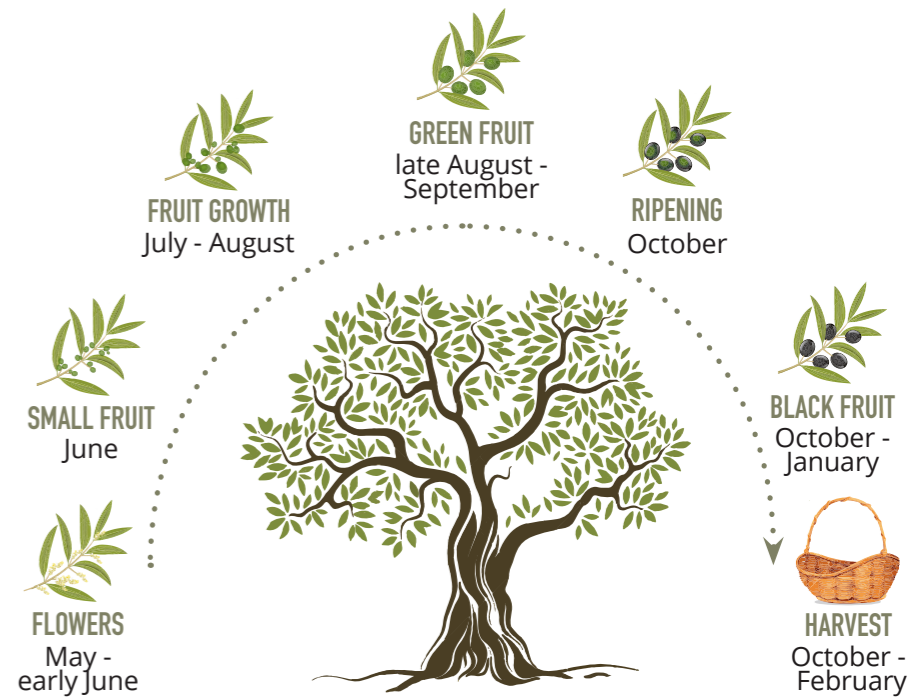 FLOWERS
May -
early June
SMALL FRUIT
June
FRUIT GROWTH
July - August
GREEN FRUIT
late August -
September
RIPENING
October
BLACK FRUIT
October -
January
HARVEST
October -
February